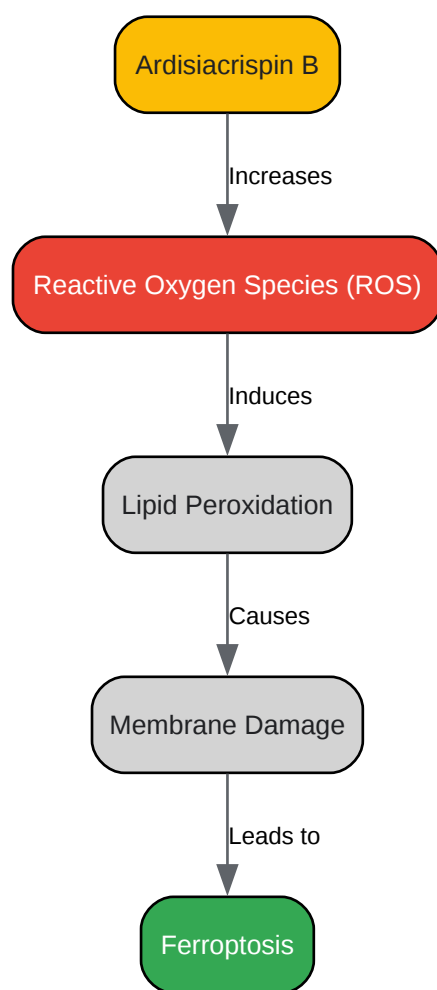 Ardisiacrispin B
Increases
Reactive Oxygen Species (ROS)
Induces
Lipid Peroxidation
Causes
Membrane Damage
Leads to
Ferroptosis